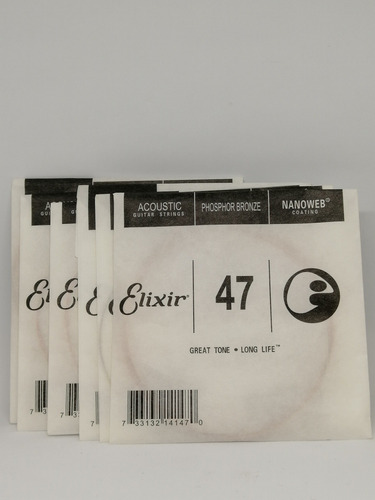 ACOUSTIC
GUITAR STRINGS
PHOSPHOR BRONZE
NANOWEB®
COATING
Elixir®
47
GREAT TONE • LONG LIFE™
7 33132 14147 0